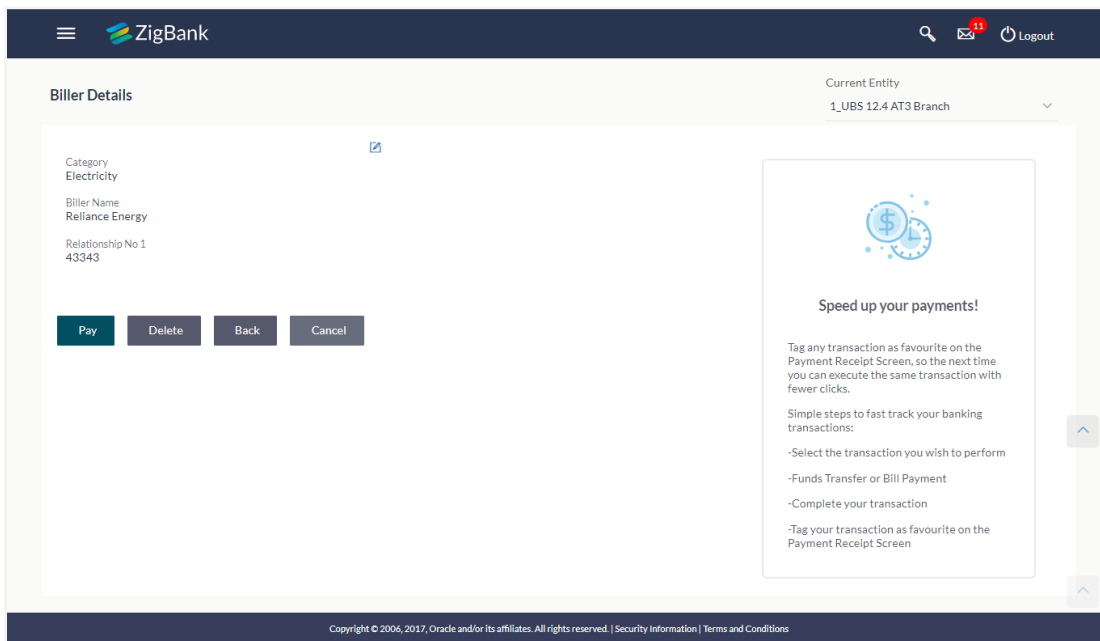 ZigBank
11
Logout
Current Entity
1_UBS 12.4 AT3 Branch
Biller Details
Category
Electricity
Biller Name
Reliance Energy
Relationship No 1
43343
Pay
Delete
Back
Cancel
$
Speed up your payments!
Tag any transaction as favourite on the
Payment Receipt Screen, so the next time
you can execute the same transaction with
fewer clicks.
Simple steps to fast track your banking
transactions:
-Select the transaction you wish to perform
-Funds Transfer or Bill Payment
-Complete your transaction
-Tag your transaction as favourite on the
Payment Receipt Screen
Copyright © 2006, 2017, Oracle and/or its affiliates. All rights reserved. | Security Information | Terms and Conditions